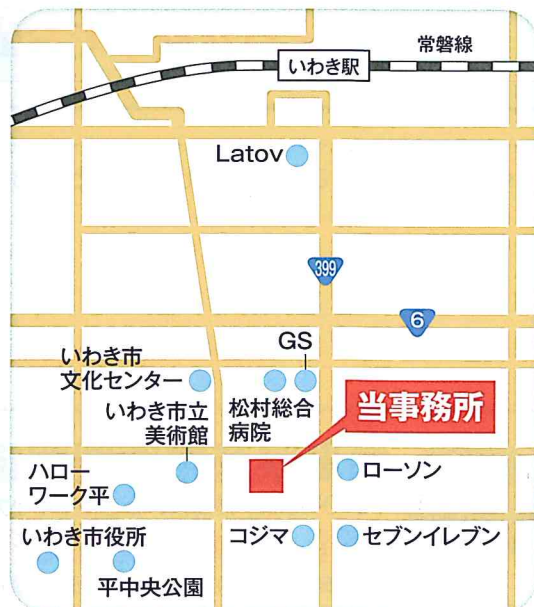 常磐線
いわき駅
Latov
399
6
GS
いわき市
文化センター
松村総合
病院
いわき市立
美術館
当事務所
ハロー
ワーク平
ローソン
いわき市役所
平中央公園
コジマ
セブンイレブン